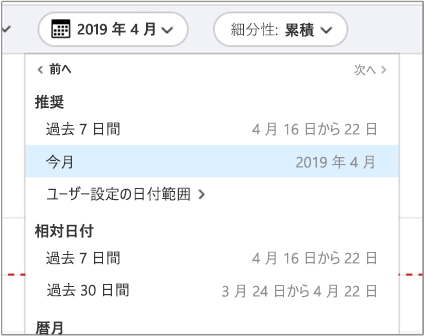 2019 年 4 月 細分性: 累積
前へ 次へ
推奨
過去 7 日間 4 月 16 日から 22 日
今月 2019 年 4 月
ユーザー設定の日付範囲
相対日付
過去 7 日間 4 月 16 日から 22 日
過去 30 日間 3 月 24 日から 4 月 22 日
暦月